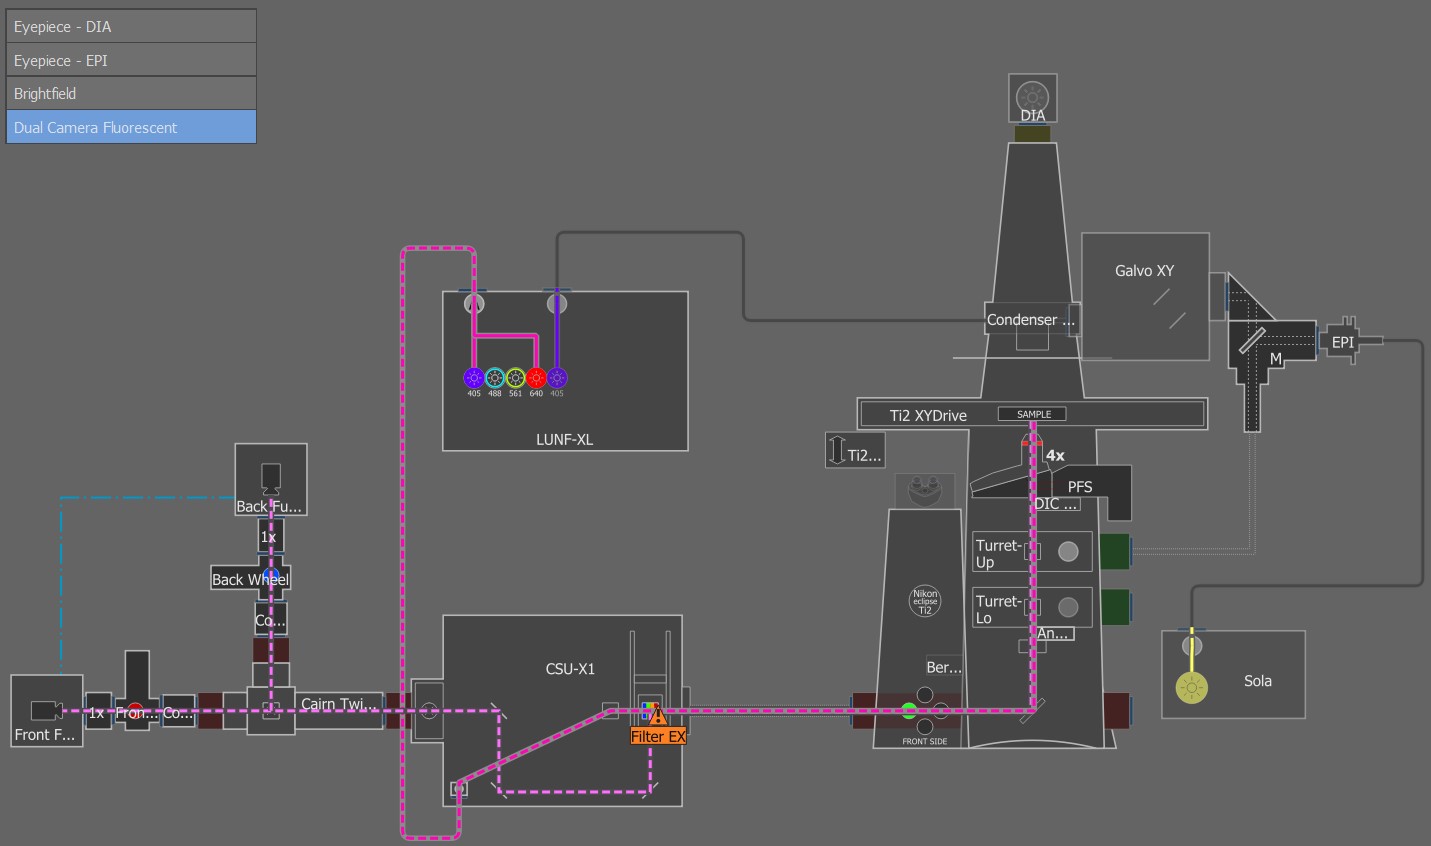 Eyepiece - DIA
Eyepiece - EPI
Brightfield
Dual Camera Fluorescent
DIA
Galvo XY
Condenser ...
EPI
M
405 488 561 640 405
LUNF-XL
Ti2 XYDrive
SAMPLE
Ti2...
4x
PFS
DIC ...
Back Fu...
1x
Back Wheel
Co...
Turret-
Up
Nikon
eclipse
Ti2
Turret-
Lo
An...
Ber...
CSU-X1
Sola
Cairn Twi...
Front F...
1x
Fron...
Co...
Filter EX
FRONT SIDE